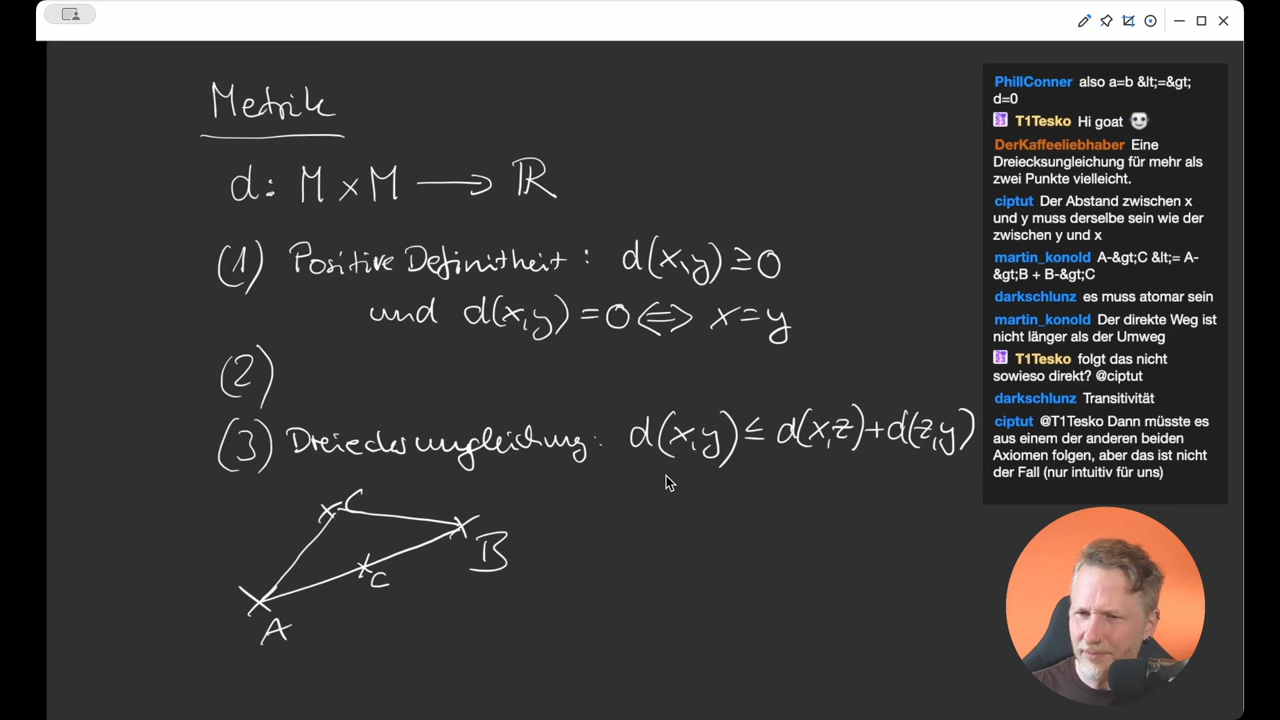 Metrik
d: M x M ⟶ ℝ
(1) Positive Definitheit: d(x,y) ≥ 0
und d(x,y) = 0 ⟺ x = y
(2)
(3) Dreiecksungleichung: d(x,y) ≤ d(x,z)+d(z,y)
C
B
C
A
PhillConner also a=b &lt;=&gt;
d=0
T1Tesko Hi goat
DerKaffeeliebhaber Eine
Dreiecksungleichung für mehr als
zwei Punkte vielleicht.
ciptut Der Abstand zwischen x
und y muss derselbe sein wie der
zwischen y und x
martin_konold A-&gt;C &lt;= A-
&gt;B + B-&gt;C
darkschlunz es muss atomar sein
martin_konold Der direkte Weg ist
nicht länger als der Umweg
T1Tesko folgt das nicht
sowieso direkt? @ciptut
darkschlunz Transitivität
ciptut @T1Tesko Dann müsste es
aus einem der anderen beiden
Axiomen folgen, aber das ist nicht
der Fall (nur intuitiv für uns)